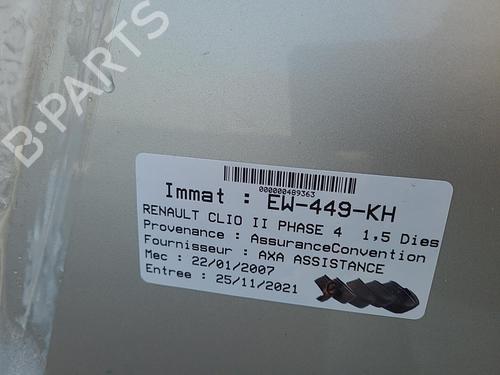 B-PARTS
000000489363
Immat : EW-449-KH
RENAULT CLIO II PHASE 4 1,5 Dies
Provenance : AssuranceConvention
Fournisseur : AXA ASSISTANCE
Mec : 22/01/2007
Entree : 25/11/2021